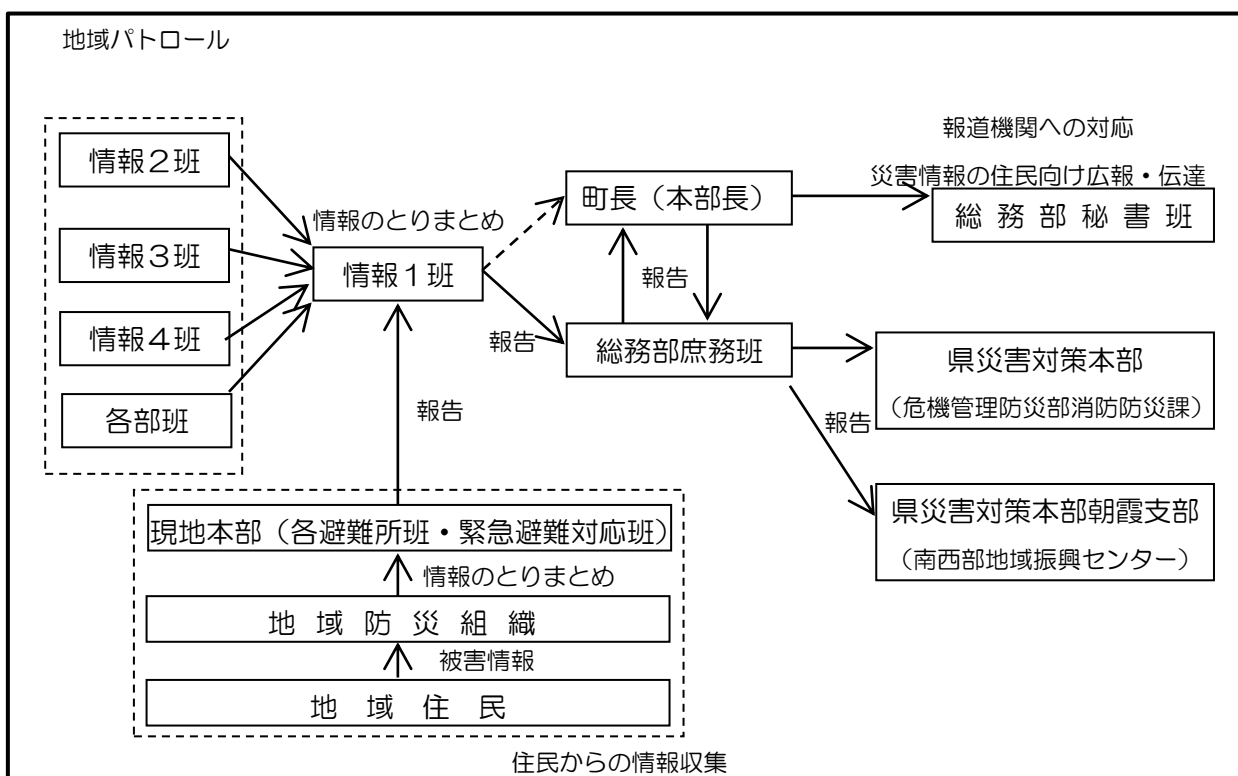 地域パトロール
報道機関への対応
災害情報の住民向け広報・伝達
情報２班
町長（本部長）
総務部秘書班
情報のとりまとめ
情報３班
情報１班
報告
情報４班
報告
総務部庶務班
県災害対策本部
（危機管理防災部消防防災課）
各部班
報告
報告
現地本部（各避難所班・緊急避難対応班）
県災害対策本部朝霞支部
（南西部地域振興センター）
情報のとりまとめ
地域防災組織
被害情報
地域住民
住民からの情報収集